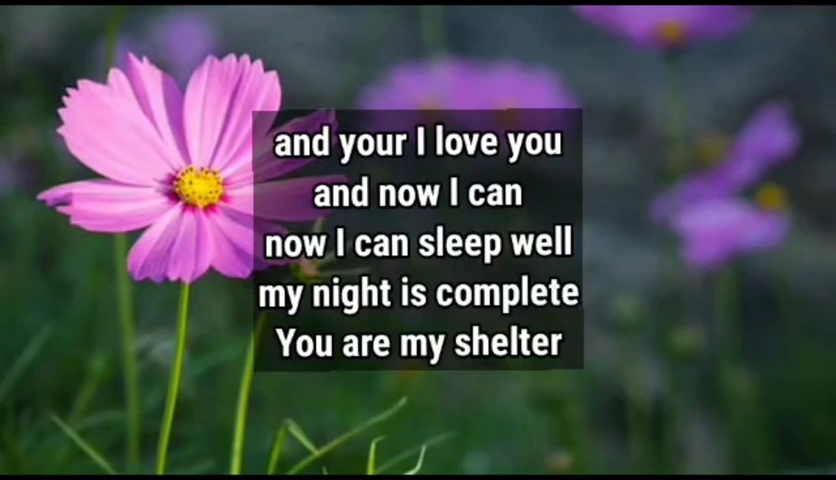 and your I love you
and now I can
now I can sleep well
my night is complete
You are my shelter